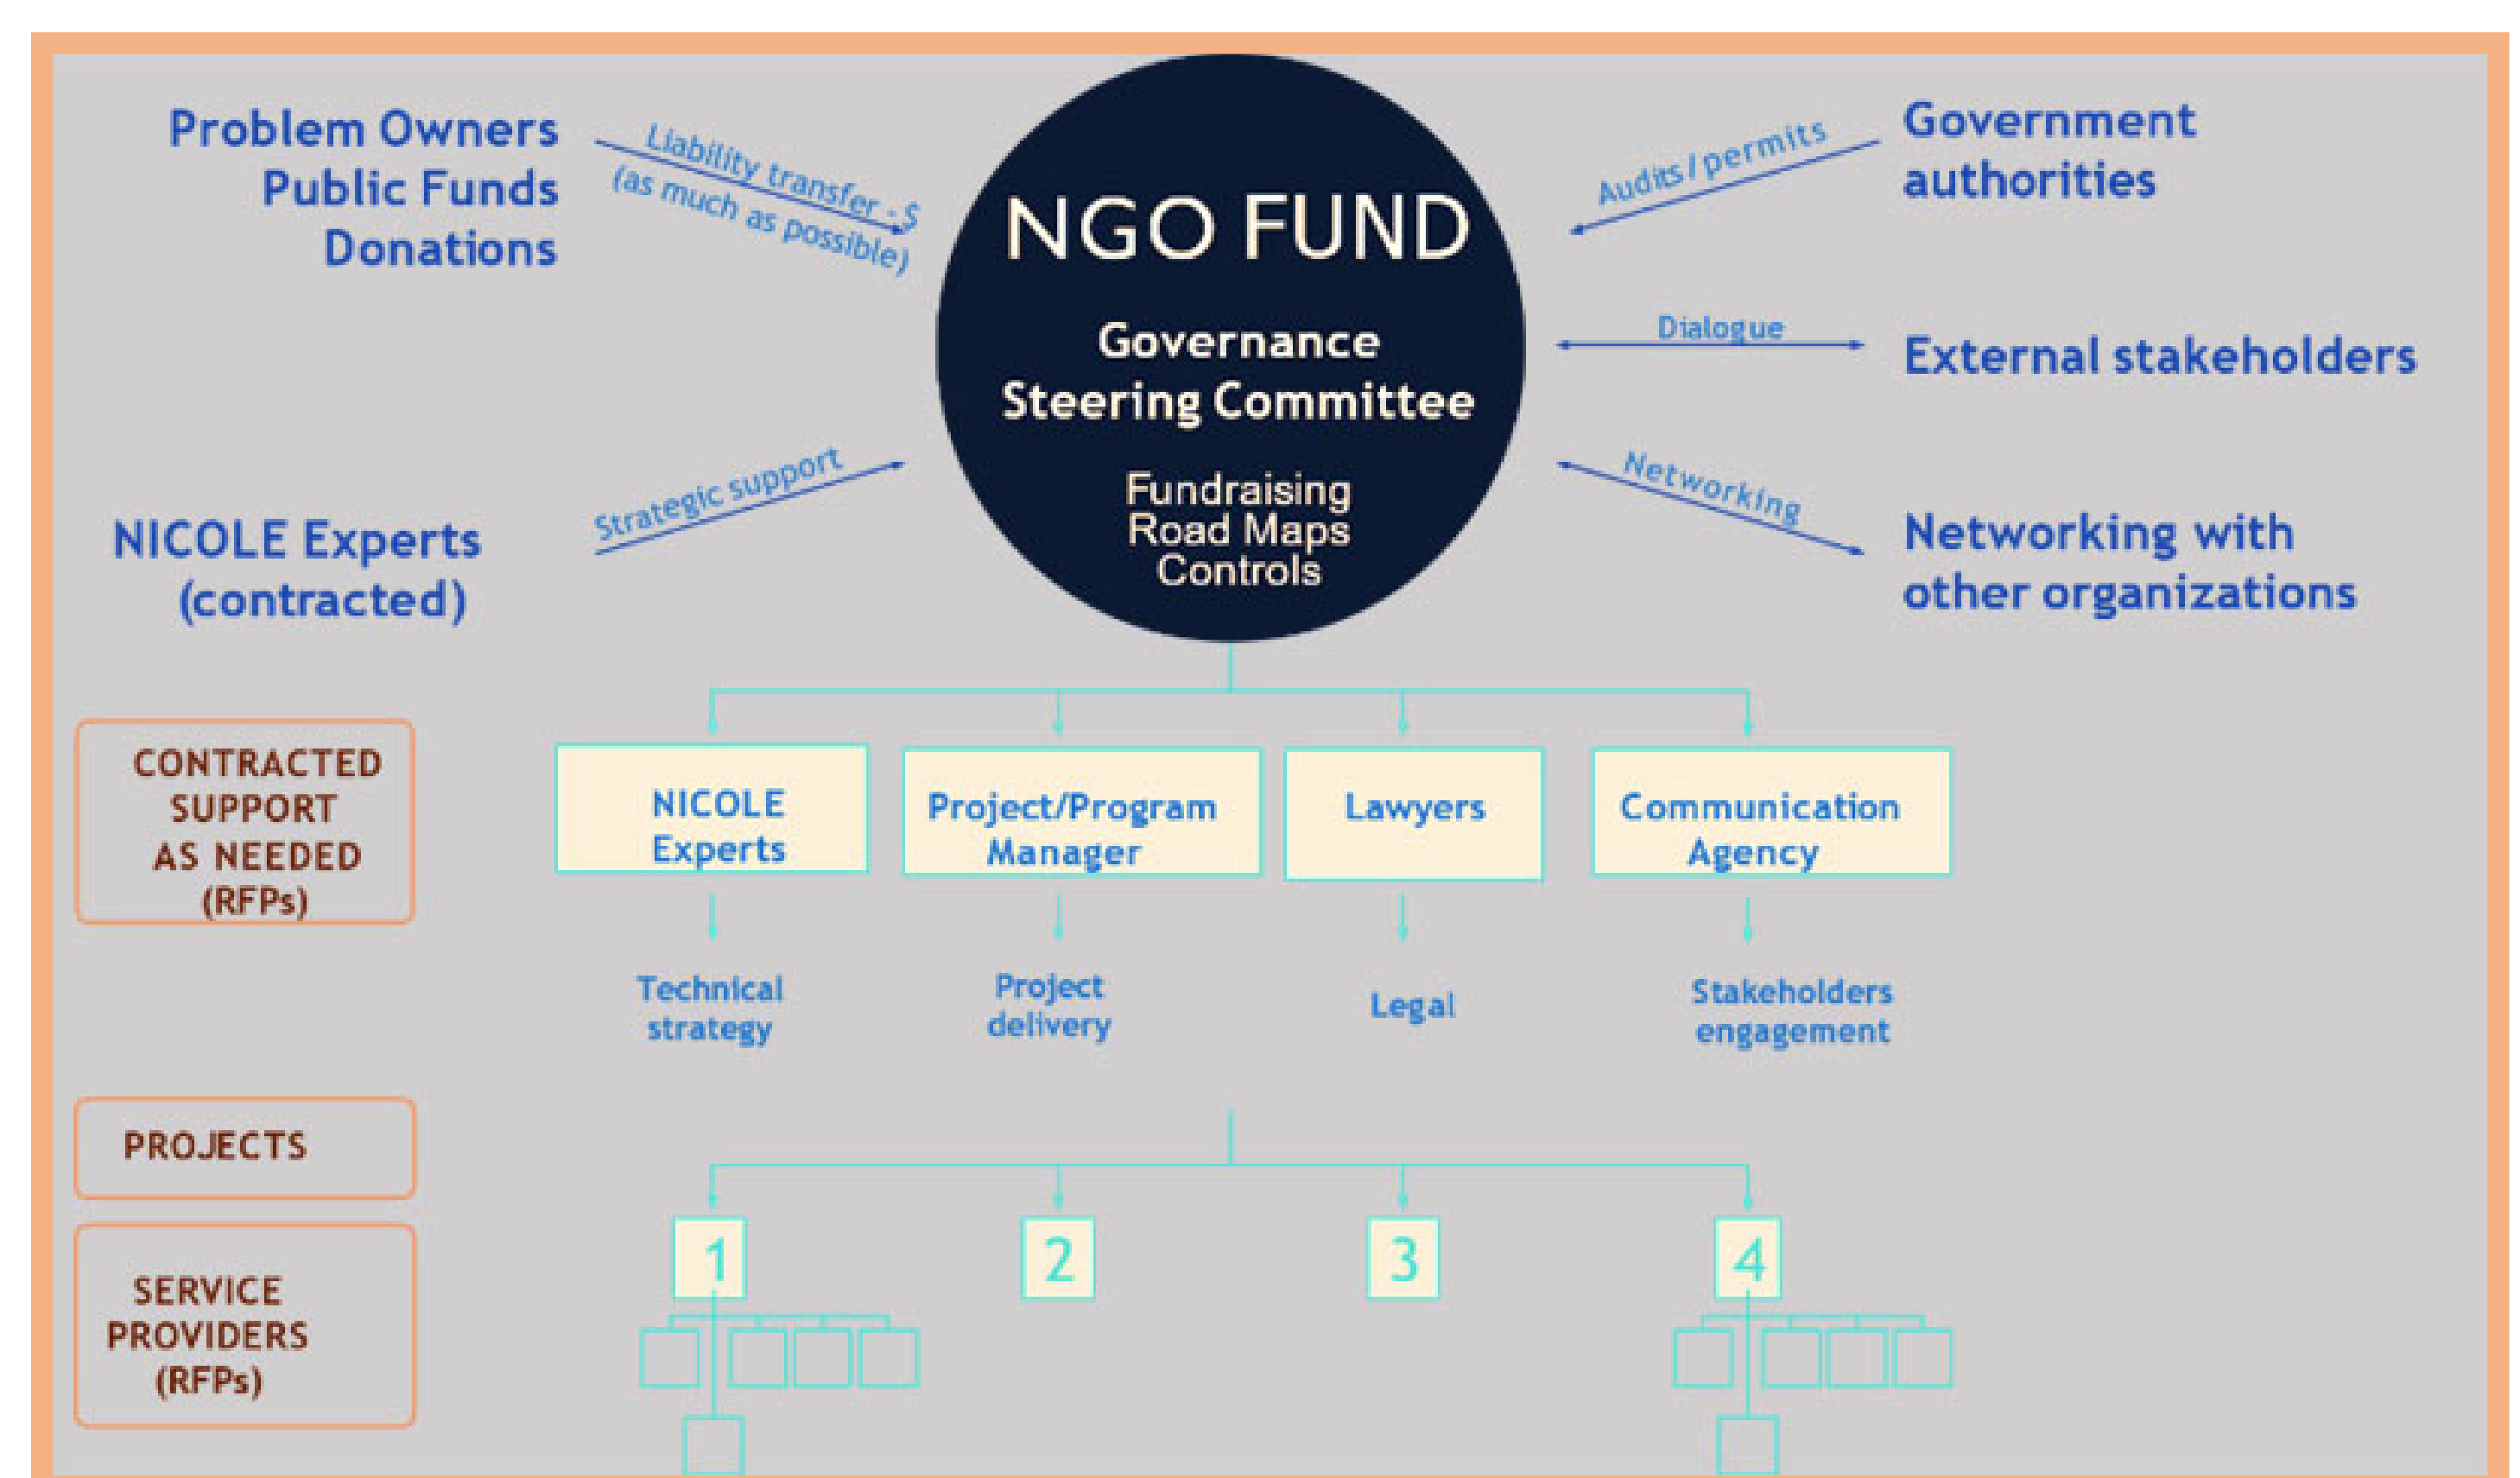 Problem Owners
Public Funds
Donations
Liability transfer - $
(as much as possible)
NGO FUND
Governance
Steering Committee
Fundraising
Road Maps
Controls
Audits/permits
Government
authorities
Dialogue
External stakeholders
NICOLE Experts
(contracted)
Strategic support
Networking
Networking with
other organizations
CONTRACTED
SUPPORT
AS NEEDED
(RFPs)
NICOLE
Experts
Project/Program
Manager
Lawyers
Communication
Agency
Technical
strategy
Project
delivery
Legal
Stakeholders
engagement
PROJECTS
1
2
3
4
SERVICE
PROVIDERS
(RFPs)